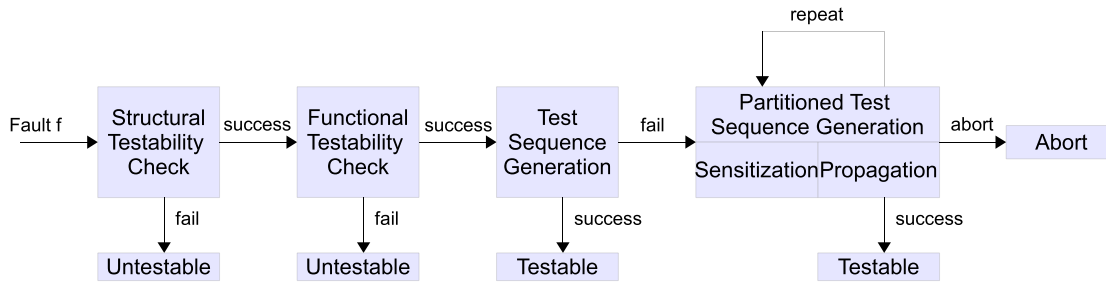 repeat
Fault f
Structural
Testability
Check
success
Functional
Testability
Check
success
Test
Sequence
Generation
fail
Partitioned Test
Sequence Generation
Sensitization
Propagation
abort
Abort
fail
fail
success
success
Untestable
Untestable
Testable
Testable